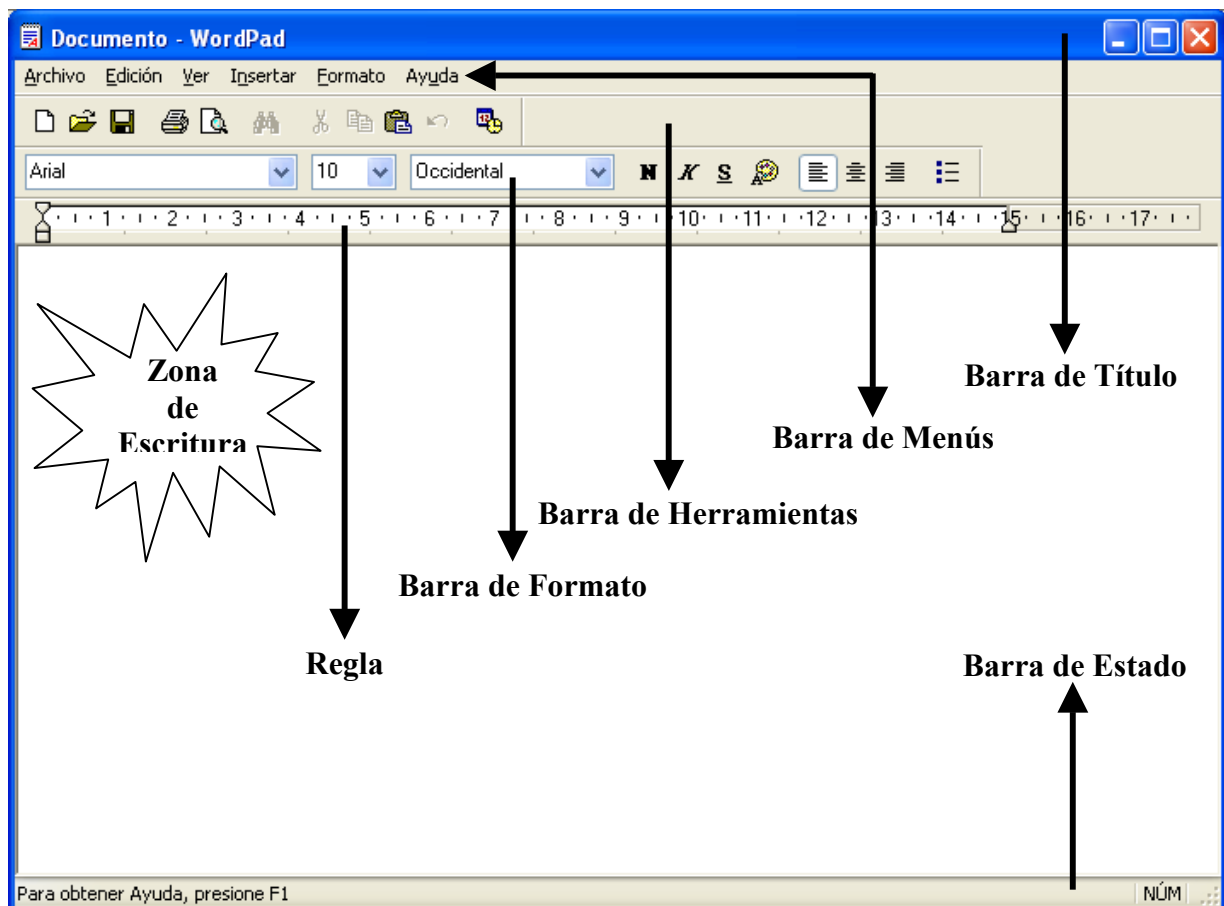 Documento - WordPad
Archivo Edición Ver Insertar Formato Ayuda
Arial 10 Occidental N K S
1 2 3 4 5 6 7 8 9 10 11 12 13 14 15 16 17
Zona
de
Escritura
Barra de Título
Barra de Menús
Barra de Herramientas
Barra de Formato
Regla
Barra de Estado
Para obtener Ayuda, presione F1 NÚM